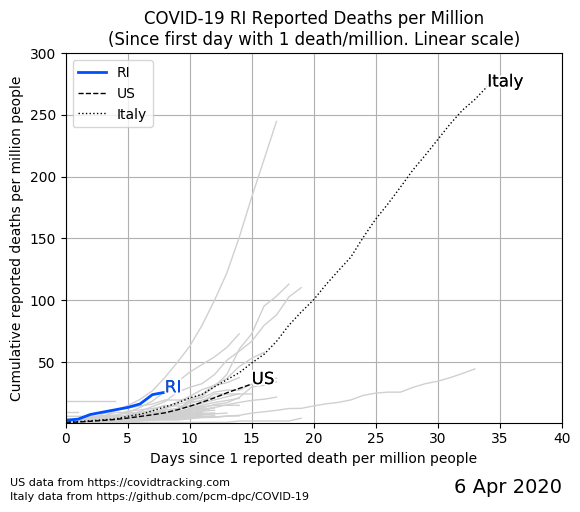 COVID-19 RI Reported Deaths per Million
(Since first day with 1 death/million. Linear scale)
Cumulative reported deaths per million people
300
250
200
150
100
50
RI
US
Italy
Italy
US
RI
0
5
10
15
20
25
30
35
40
Days since 1 reported death per million people
US data from https://covidtracking.com
Italy data from https://github.com/pcm-dpc/COVID-19
6 Apr 2020